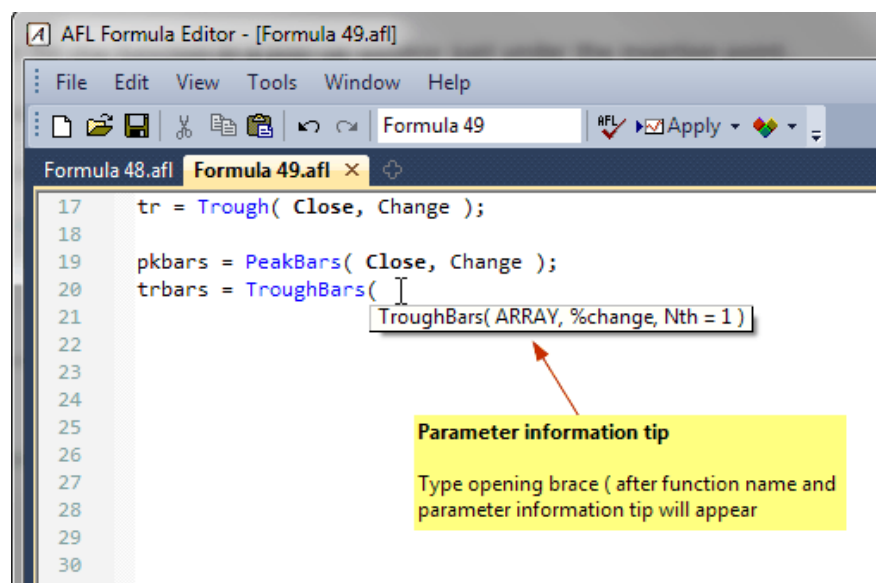 AFL Formula Editor - [Formula 49.afl]
File Edit View Tools Window Help
Formula 49 AFL Apply
Formula 48.afl Formula 49.afl
17 tr = Trough( Close, Change );
18
19 pkbars = PeakBars( Close, Change );
20 trbars = TroughBars(
21 TroughBars( ARRAY, %change, Nth = 1 )
22
23
24
25 Parameter information tip
26
27 Type opening brace ( after function name and
28 parameter information tip will appear
29
30